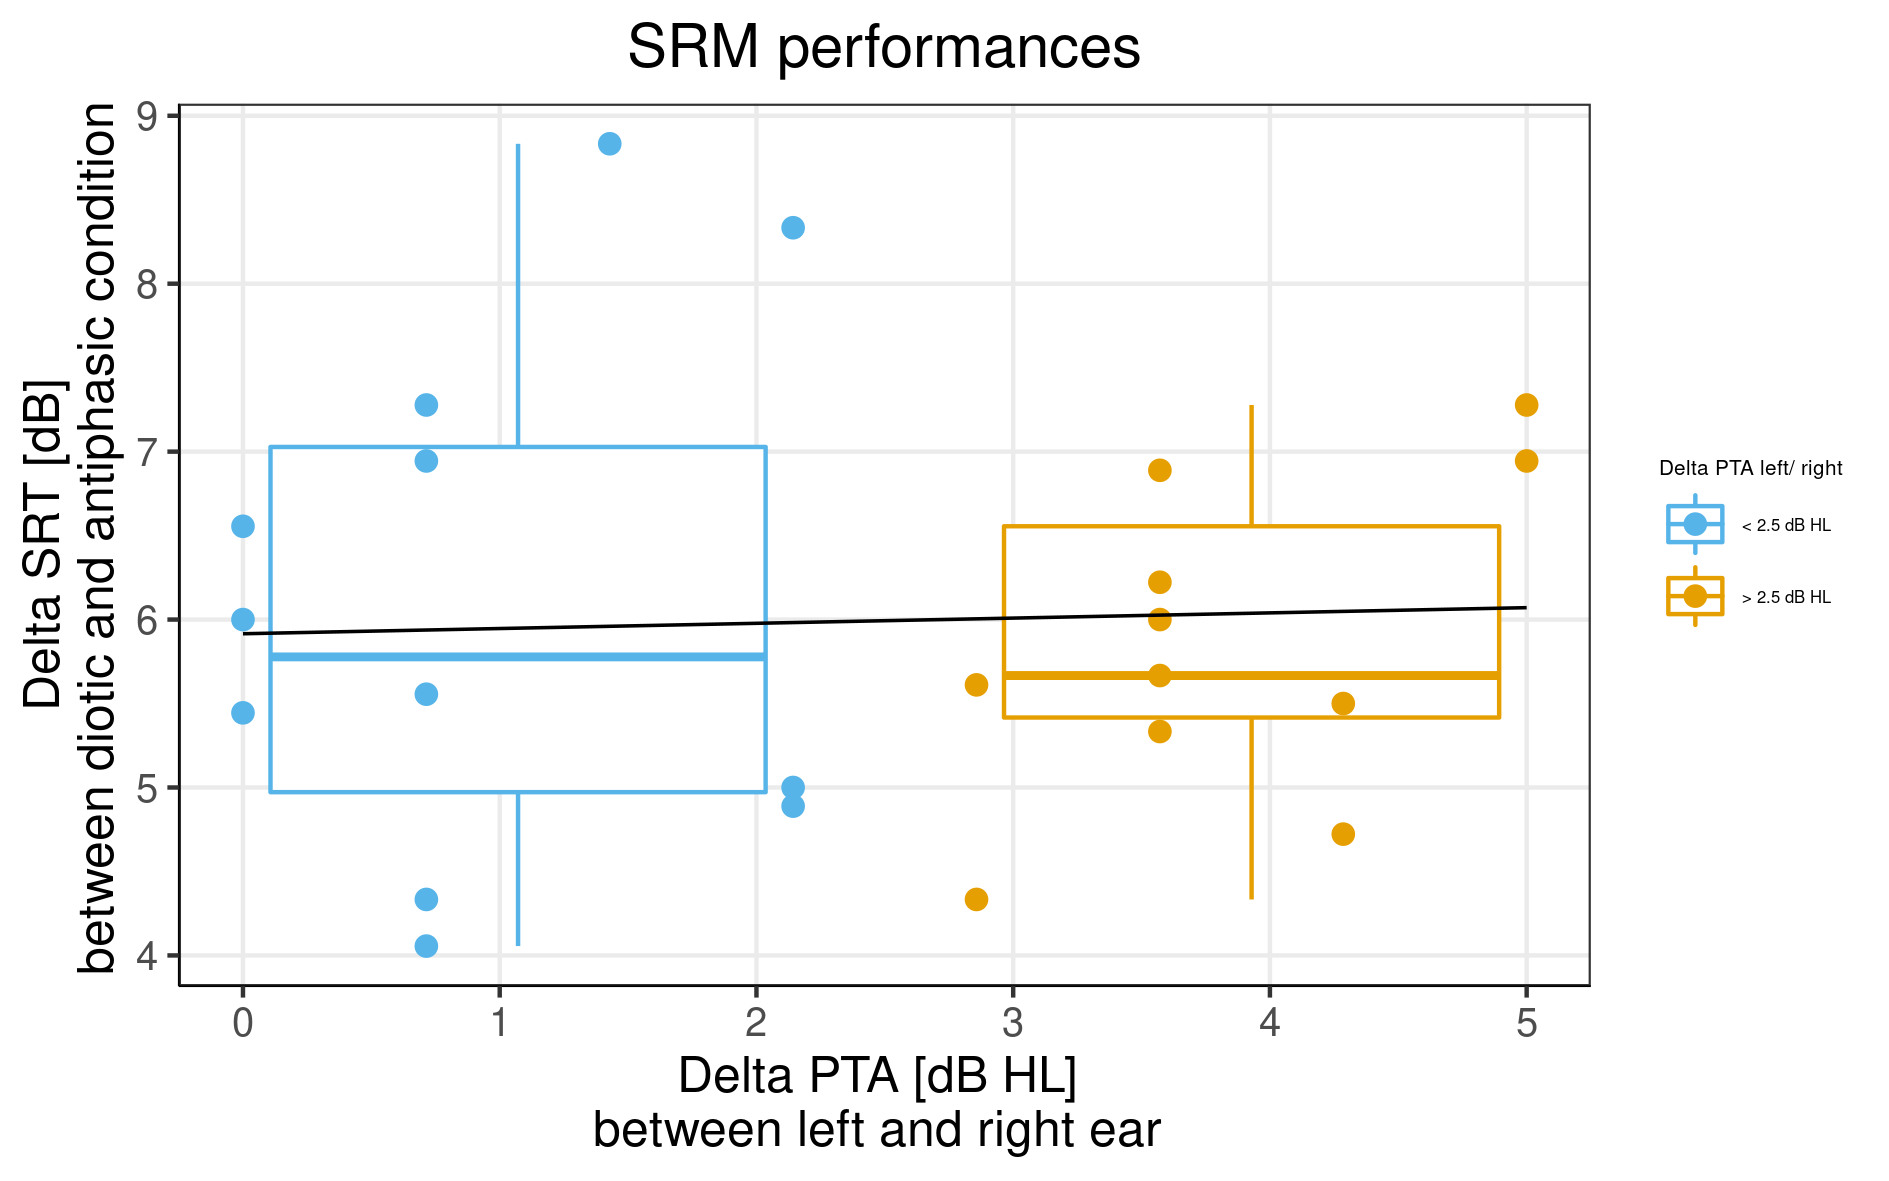 SRM performances
Delta SRT [dB]
between diotic and antiphasic condition
9
8
7
6
5
4
0 1 2 3 4 5
Delta PTA [dB HL]
between left and right ear
Delta PTA left/ right
< 2.5 dB HL
> 2.5 dB HL